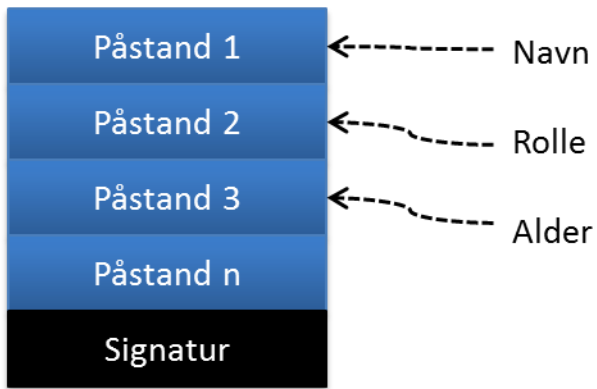 Påstand 1
Navn
Påstand 2
Rolle
Påstand 3
Alder
Påstand n
Signatur